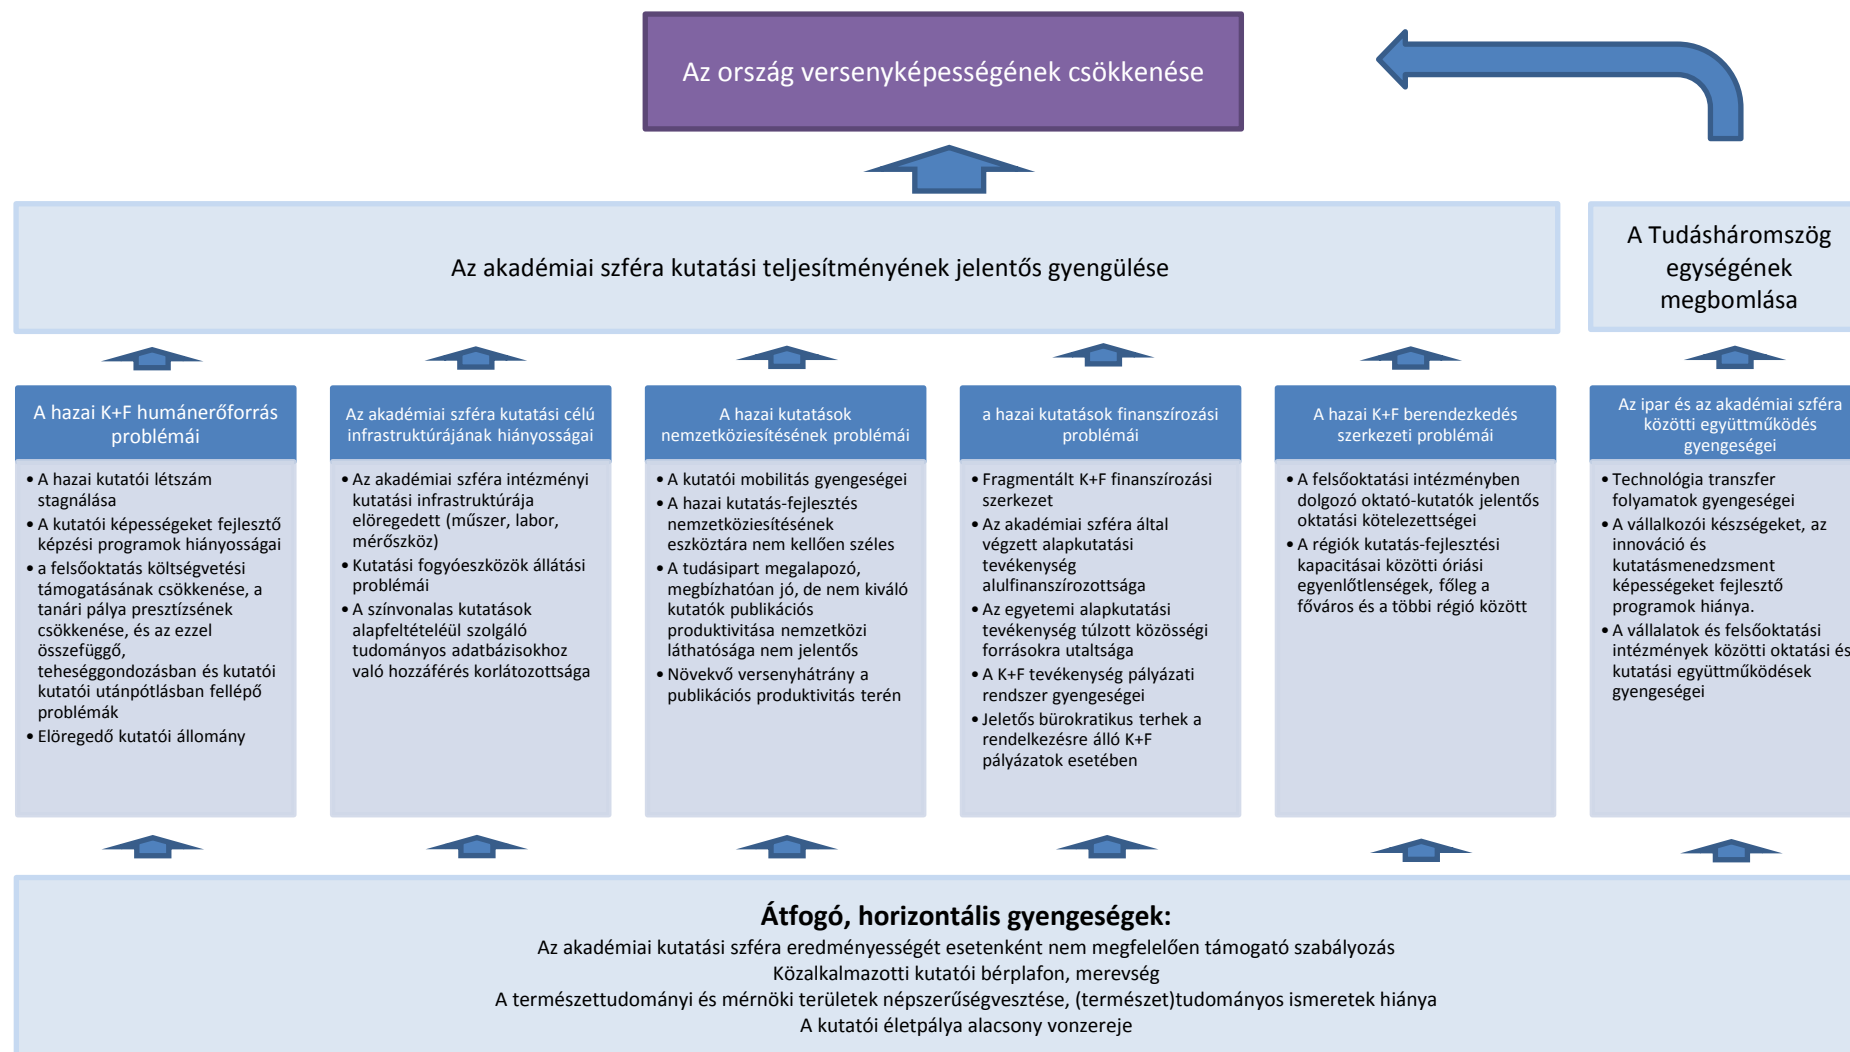 Az ország versenyképességének csökkenése
Az akadémiai szféra kutatási teljesítményének jelentős gyengülése
A Tudásháromszög
egységének
megbomlása
A hazai K+F humánerőforrás
problémái
• A hazai kutatói létszám
stagnálása
• A kutatói képességeket fejlesztő
képzési programok hiányosságai
• a felsőoktatás költségvetési
támogatásának csökkenése, a
tanári pálya presztízsének
csökkenése, és az ezzel
összefüggő,
teheséggondozásban és kutatói
kutatói utánpótlásban fellépő
problémák
• Elöregedő kutatói állomány
Az akadémiai szféra kutatási célú
infrastruktúrájának hiányosságai
• Az akadémiai szféra intézményi
kutatási infrastruktúrája
elöregedett (műszer, labor,
mérőszköz)
• Kutatási fogyóeszközök állátási
problémái
• A színvonalas kutatások
alapfeltételéül szolgáló
tudományos adatbázisokhoz
való hozzáférés korlátozottsága
A hazai kutatások
nemzetköziesítésének problémái
• A kutatói mobilitás gyengeségei
• A hazai kutatás-fejlesztés
nemzetköziesítésének
eszköztára nem kellően széles
• A tudásipart megalapozó,
megbízhatóan jó, de nem kiváló
kutatók publikációs
produktivitása nemzetközi
láthatósága nem jelentős
• Növekvő versenyhátrány a
publikációs produktivitás terén
a hazai kutatások finanszírozási
problémái
• Fragmentált K+F finanszírozási
szerkezet
• Az akadémiai szféra által
végzett alapkutatási
tevékenység
alulfinanszírozottsága
• Az egyetemi alapkutatási
tevékenység túlzott közösségi
forrásokra utaltsága
• A K+F tevékenység pályázati
rendszer gyengeségei
• Jeletős bürokratikus terhek a
rendelkezésre álló K+F
pályázatok esetében
A hazai K+F berendezkedés
szerkezeti problémái
• A felsőoktatási intézményben
dolgozó oktató-kutatók jelentős
oktatási kötelezettségei
• A régiók kutatás-fejlesztési
kapacitásai közötti óriási
egyenlőtlenségek, főleg a
főváros és a többi régió között
Az ipar és az akadémiai szféra
közötti együttműködés
gyengeségei
• Technológia transzfer
folyamatok gyengeségei
• A vállalkozói készségeket, az
innováció és
kutatásmenedzsment
képességeket fejlesztő
programok hiánya.
• A vállalatok és felsőoktatási
intézmények közötti oktatási és
kutatási együttműködések
gyengeségei
Átfogó, horizontális gyengeségek:
Az akadémiai kutatási szféra eredményességét esetenként nem megfelelően támogató szabályozás
Közalkalmazotti kutatói bérplafon, merevség
A természettudományi és mérnöki területek népszerűségvesztése, (természet)tudományos ismeretek hiánya
A kutatói életpálya alacsony vonzereje